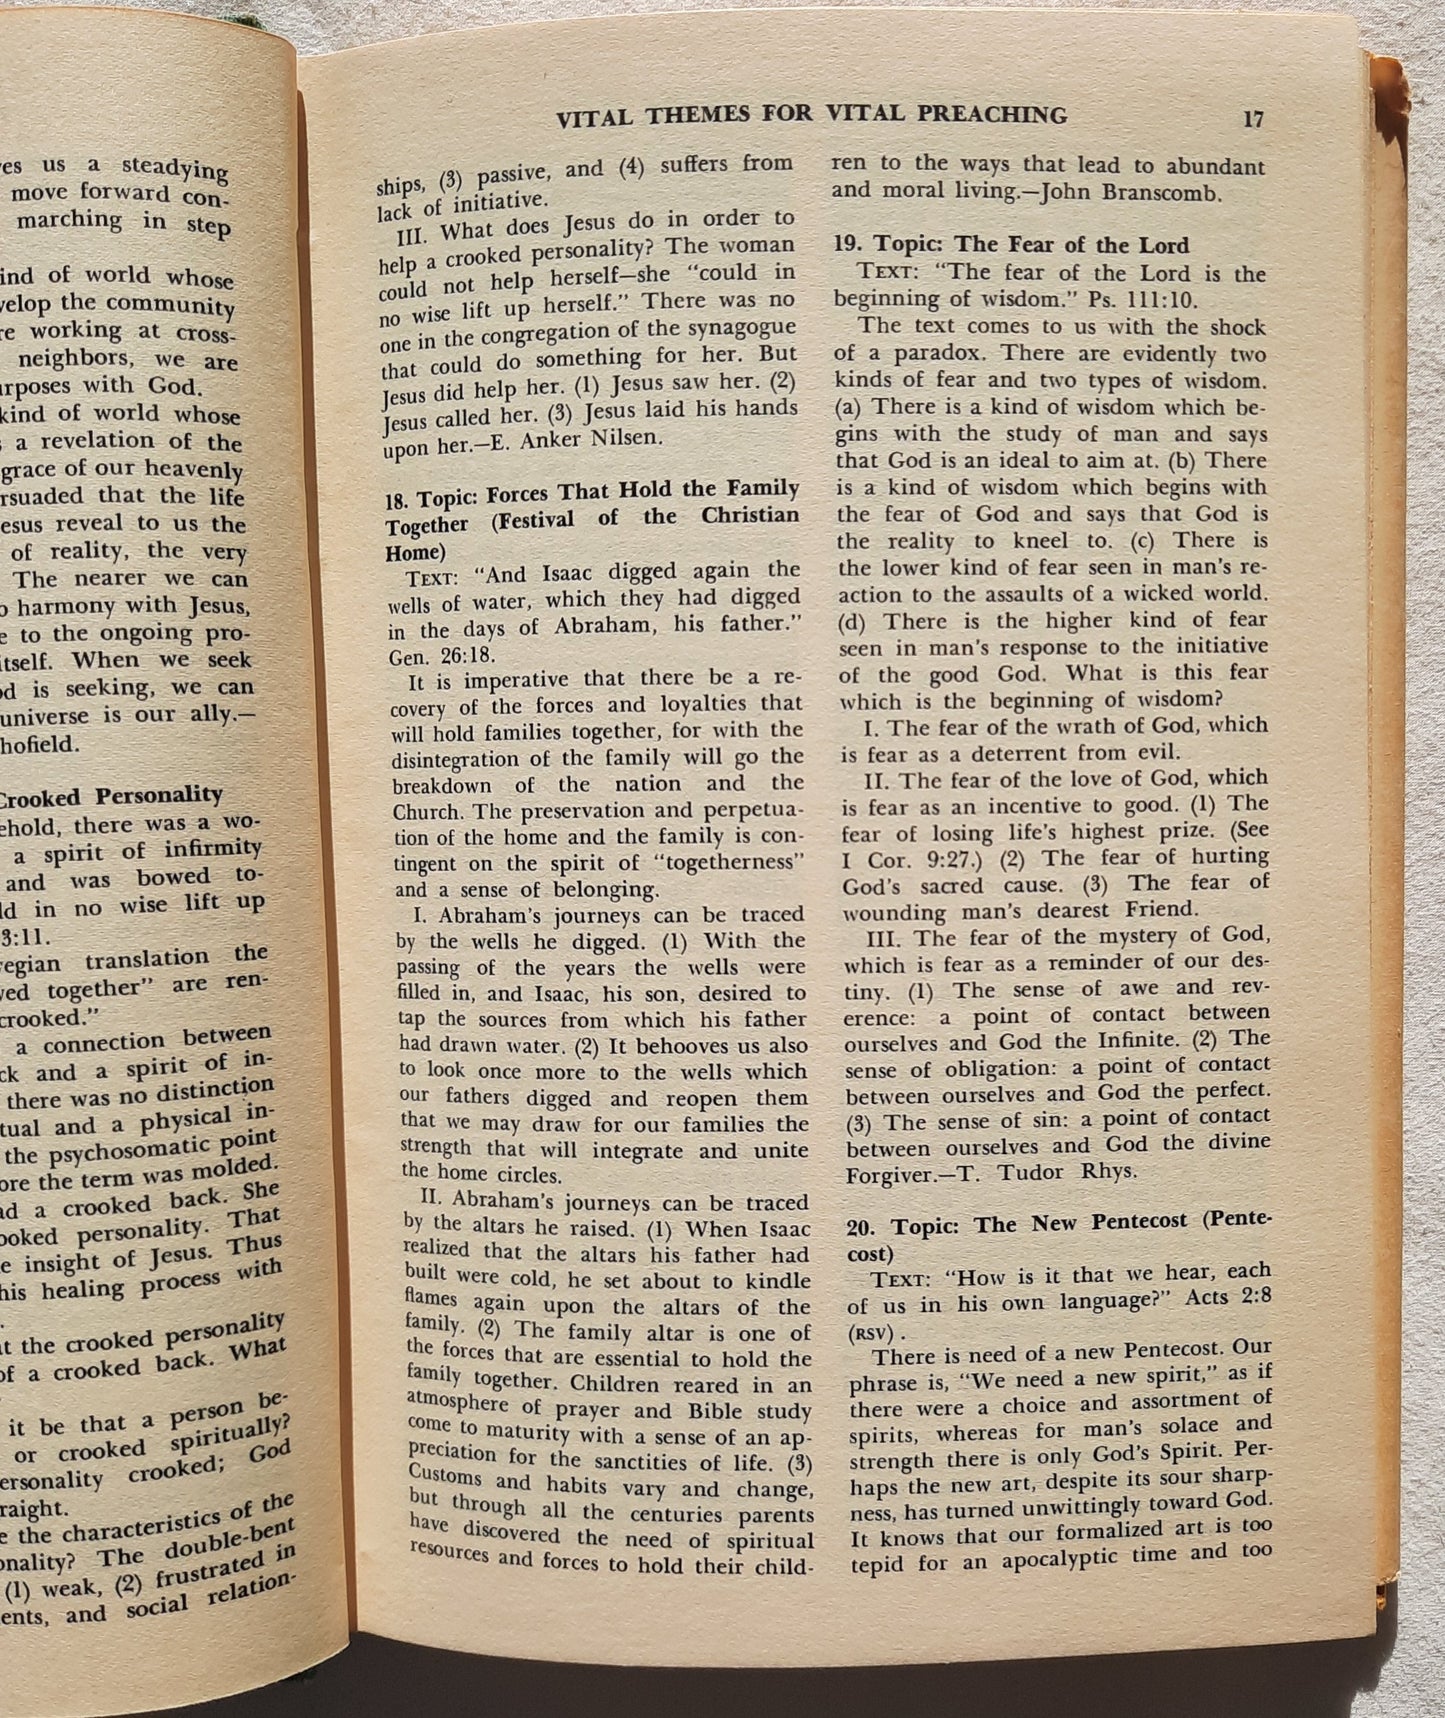 es us a steadying
move forward con-
marching in step
ind of world whose
velop the community
re working at cross-
neighbors, we are
urposes with God.
kind of world whose
a revelation of the
grace of our heavenly
rsuaded that the life
esus reveal to us the
of reality, the very
The nearer we can
o harmony with Jesus,
e to the ongoing pro-
itself. When we seek
od is seeking, we can
universe is our ally.—
hofield.
Crooked Personality
ehold, there was a wo-
a spirit of infirmity
and was bowed to-
ld in no wise lift up
3:11.
egian translation the
ved together” are ren-
crooked.”
a connection between
ck and a spirit of in-
there was no distinction
tual and a physical in-
the psychosomatic point
ore the term was molded.
ad a crooked back. She
ooked personality. That
e insight of Jesus. Thus
his healing process with
.
t the crooked personality
of a crooked back. What
it be that a person be-
or crooked spiritually?
ersonality crooked; God
raight.
e the characteristics of the
onality? The double-bent
(1) weak, (2) frustrated in
ents, and social relation-
VITAL THEMES FOR VITAL PREACHING 17
ships, (3) passive, and (4) suffers from
lack of initiative.
III. What does Jesus do in order to
help a crooked personality? The woman
could not help herself—she “could in
no wise lift up herself.” There was no
one in the congregation of the synagogue
that could do something for her. But
Jesus did help her. (1) Jesus saw her. (2)
Jesus called her. (3) Jesus laid his hands
upon her.—E. Anker Nilsen.
18. Topic: Forces That Hold the Family
Together (Festival of the Christian
Home)
TEXT: “And Isaac digged again the
wells of water, which they had digged
in the days of Abraham, his father.”
Gen. 26:18.
It is imperative that there be a re-
covery of the forces and loyalties that
will hold families together, for with the
disintegration of the family will go the
breakdown of the nation and the
Church. The preservation and perpetua-
tion of the home and the family is con-
tingent on the spirit of “togetherness”
and a sense of belonging.
I. Abraham’s journeys can be traced
by the wells he digged. (1) With the
passing of the years the wells were
filled in, and Isaac, his son, desired to
tap the sources from which his father
had drawn water. (2) It behooves us also
to look once more to the wells which
our fathers digged and reopen them
that we may draw for our families the
strength that will integrate and unite
the home circles.
II. Abraham’s journeys can be traced
by the altars he raised. (1) When Isaac
realized that the altars his father had
built were cold, he set about to kindle
flames again upon the altars of the
family. (2) The family altar is one of
the forces that are essential to hold the
family together. Children reared in an
atmosphere of prayer and Bible study
come to maturity with a sense of an ap-
preciation for the sanctities of life. (3)
Customs and habits vary and change,
but through all the centuries parents
have discovered the need of spiritual
resources and forces to hold their child-
ren to the ways that lead to abundant
and moral living.—John Branscomb.
19. Topic: The Fear of the Lord
TEXT: “The fear of the Lord is the
beginning of wisdom.” Ps. 111:10.
The text comes to us with the shock
of a paradox. There are evidently two
kinds of fear and two types of wisdom.
(a) There is a kind of wisdom which be-
gins with the study of man and says
that God is an ideal to aim at. (b) There
is a kind of wisdom which begins with
the fear of God and says that God is
the reality to kneel to. (c) There is
the lower kind of fear seen in man’s re-
action to the assaults of a wicked world.
(d) There is the higher kind of fear
seen in man’s response to the initiative
of the good God. What is this fear
which is the beginning of wisdom?
I. The fear of the wrath of God, which
is fear as a deterrent from evil.
II. The fear of the love of God, which
is fear as an incentive to good. (1) The
fear of losing life’s highest prize. (See
I Cor. 9:27.) (2) The fear of hurting
God’s sacred cause. (3) The fear of
wounding man’s dearest Friend.
III. The fear of the mystery of God,
which is fear as a reminder of our des-
tiny. (1) The sense of awe and rev-
erence: a point of contact between
ourselves and God the Infinite. (2) The
sense of obligation: a point of contact
between ourselves and God the perfect.
(3) The sense of sin: a point of contact
between ourselves and God the divine
Forgiver.—T. Tudor Rhys.
20. Topic: The New Pentecost (Pente-
cost)
TEXT: “How is it that we hear, each
of us in his own language?” Acts 2:8
(RSV).
There is need of a new Pentecost. Our
phrase is, “We need a new spirit,” as if
there were a choice and assortment of
spirits, whereas for man’s solace and
strength there is only God’s Spirit. Per-
haps the new art, despite its sour sharp-
ness, has turned unwittingly toward God.
It knows that our formalized art is too
tepid for an apocalyptic time and too